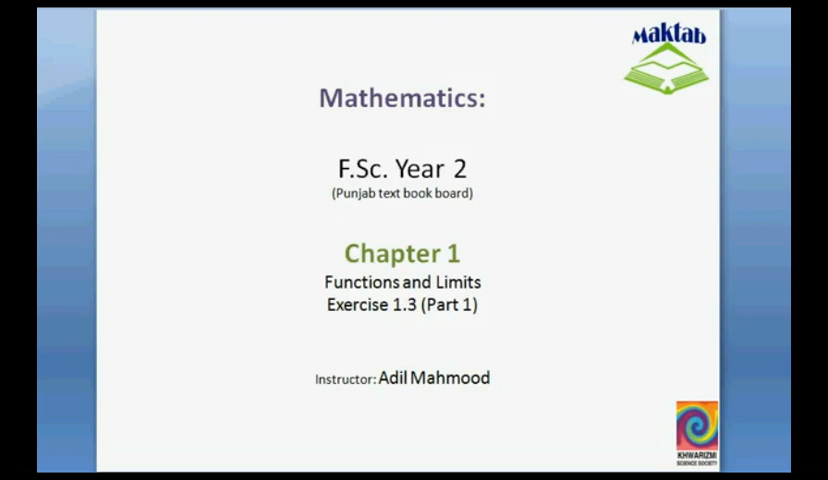 Maktab
Mathematics:
F.Sc. Year 2
(Punjab text book board)
Chapter 1
Functions and Limits
Exercise 1.3 (Part 1)
Instructor: Adil Mahmood
KHWARIZMI
SCIENCE SOCIETY